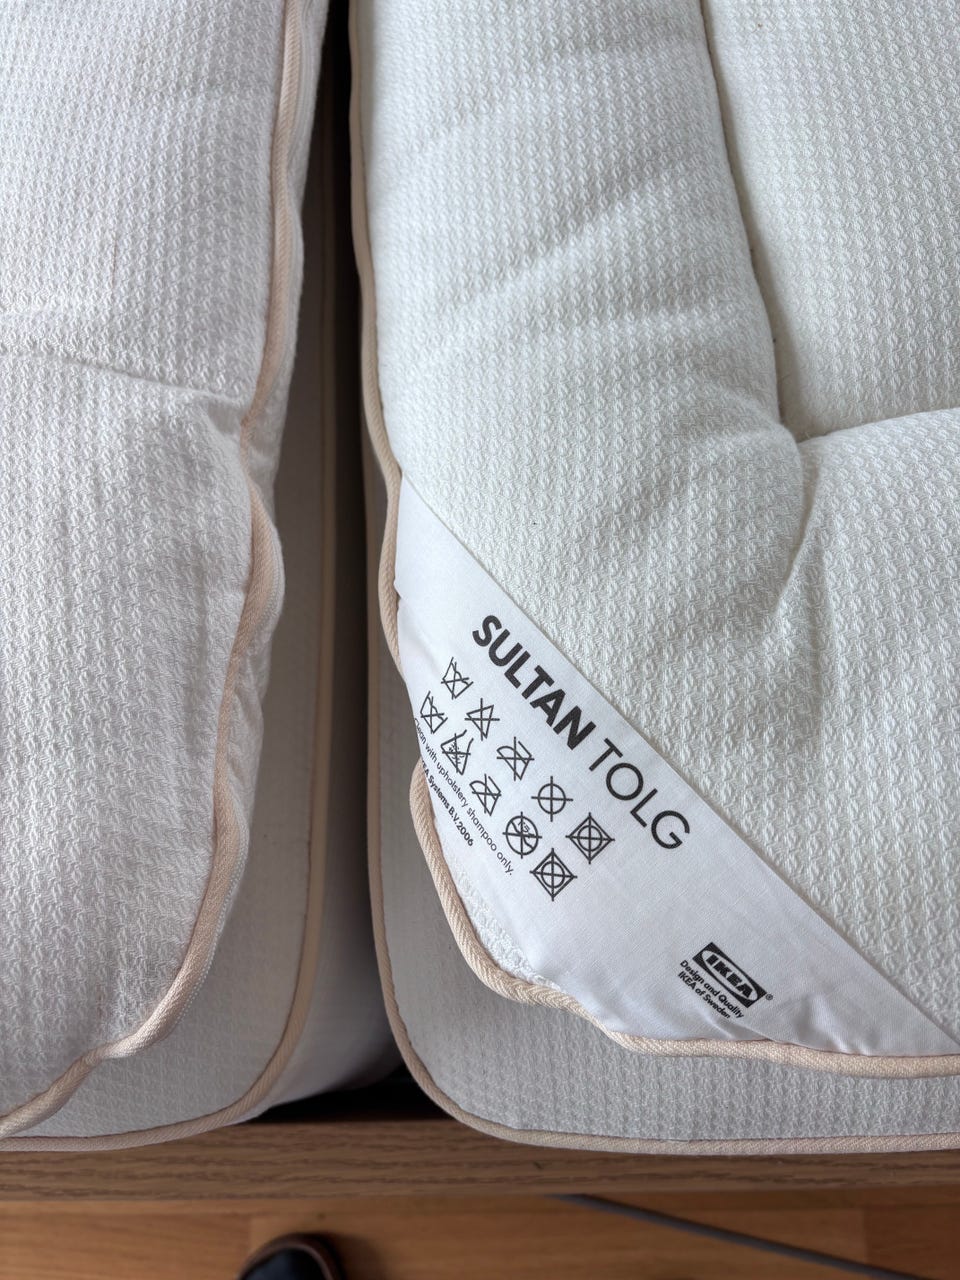 SULTAN TOLG
Clean with upholstery shampoo only.
Systems B.V. 2006
IKEA®
Design and Quality
IKEA of Sweden